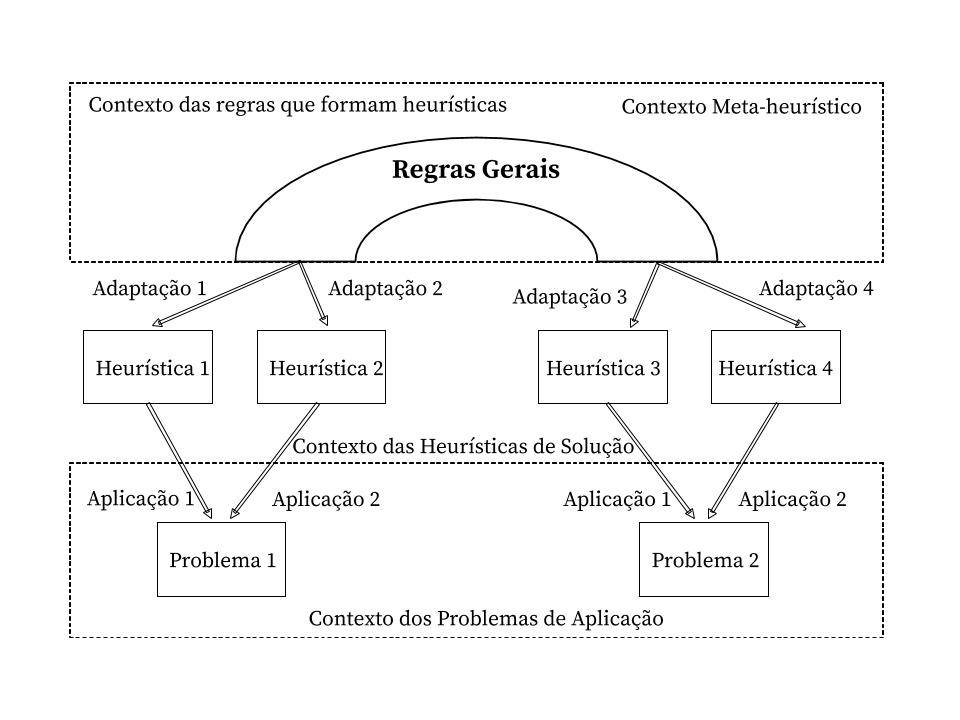 Contexto das regras que formam heurísticas
Contexto Meta-heurístico
Regras Gerais
Adaptação 1
Adaptação 2
Adaptação 3
Adaptação 4
Heurística 1
Heurística 2
Heurística 3
Heurística 4
Contexto das Heurísticas de Solução
Aplicação 1
Aplicação 2
Aplicação 1
Aplicação 2
Problema 1
Problema 2
Contexto dos Problemas de Aplicação